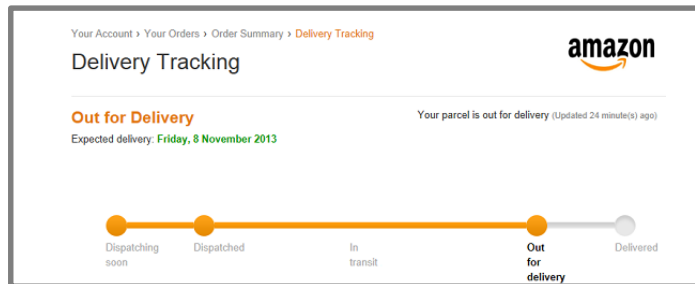 Your Account › Your Orders › Order Summary › Delivery Tracking
Delivery Tracking
amazon
Out for Delivery
Your parcel is out for delivery (Updated 24 minute(s) ago)
Expected delivery: Friday, 8 November 2013
Dispatching
soon
Dispatched
In
transit
Out
for
delivery
Delivered